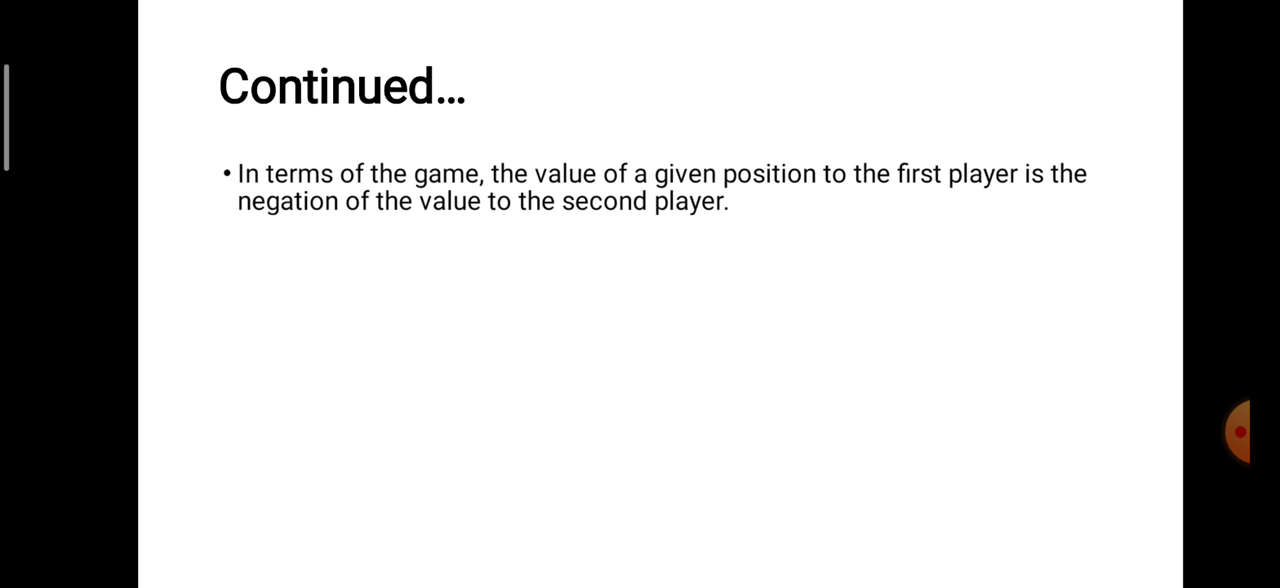 Continued...
• In terms of the game, the value of a given position to the first player is the
negation of the value to the second player.